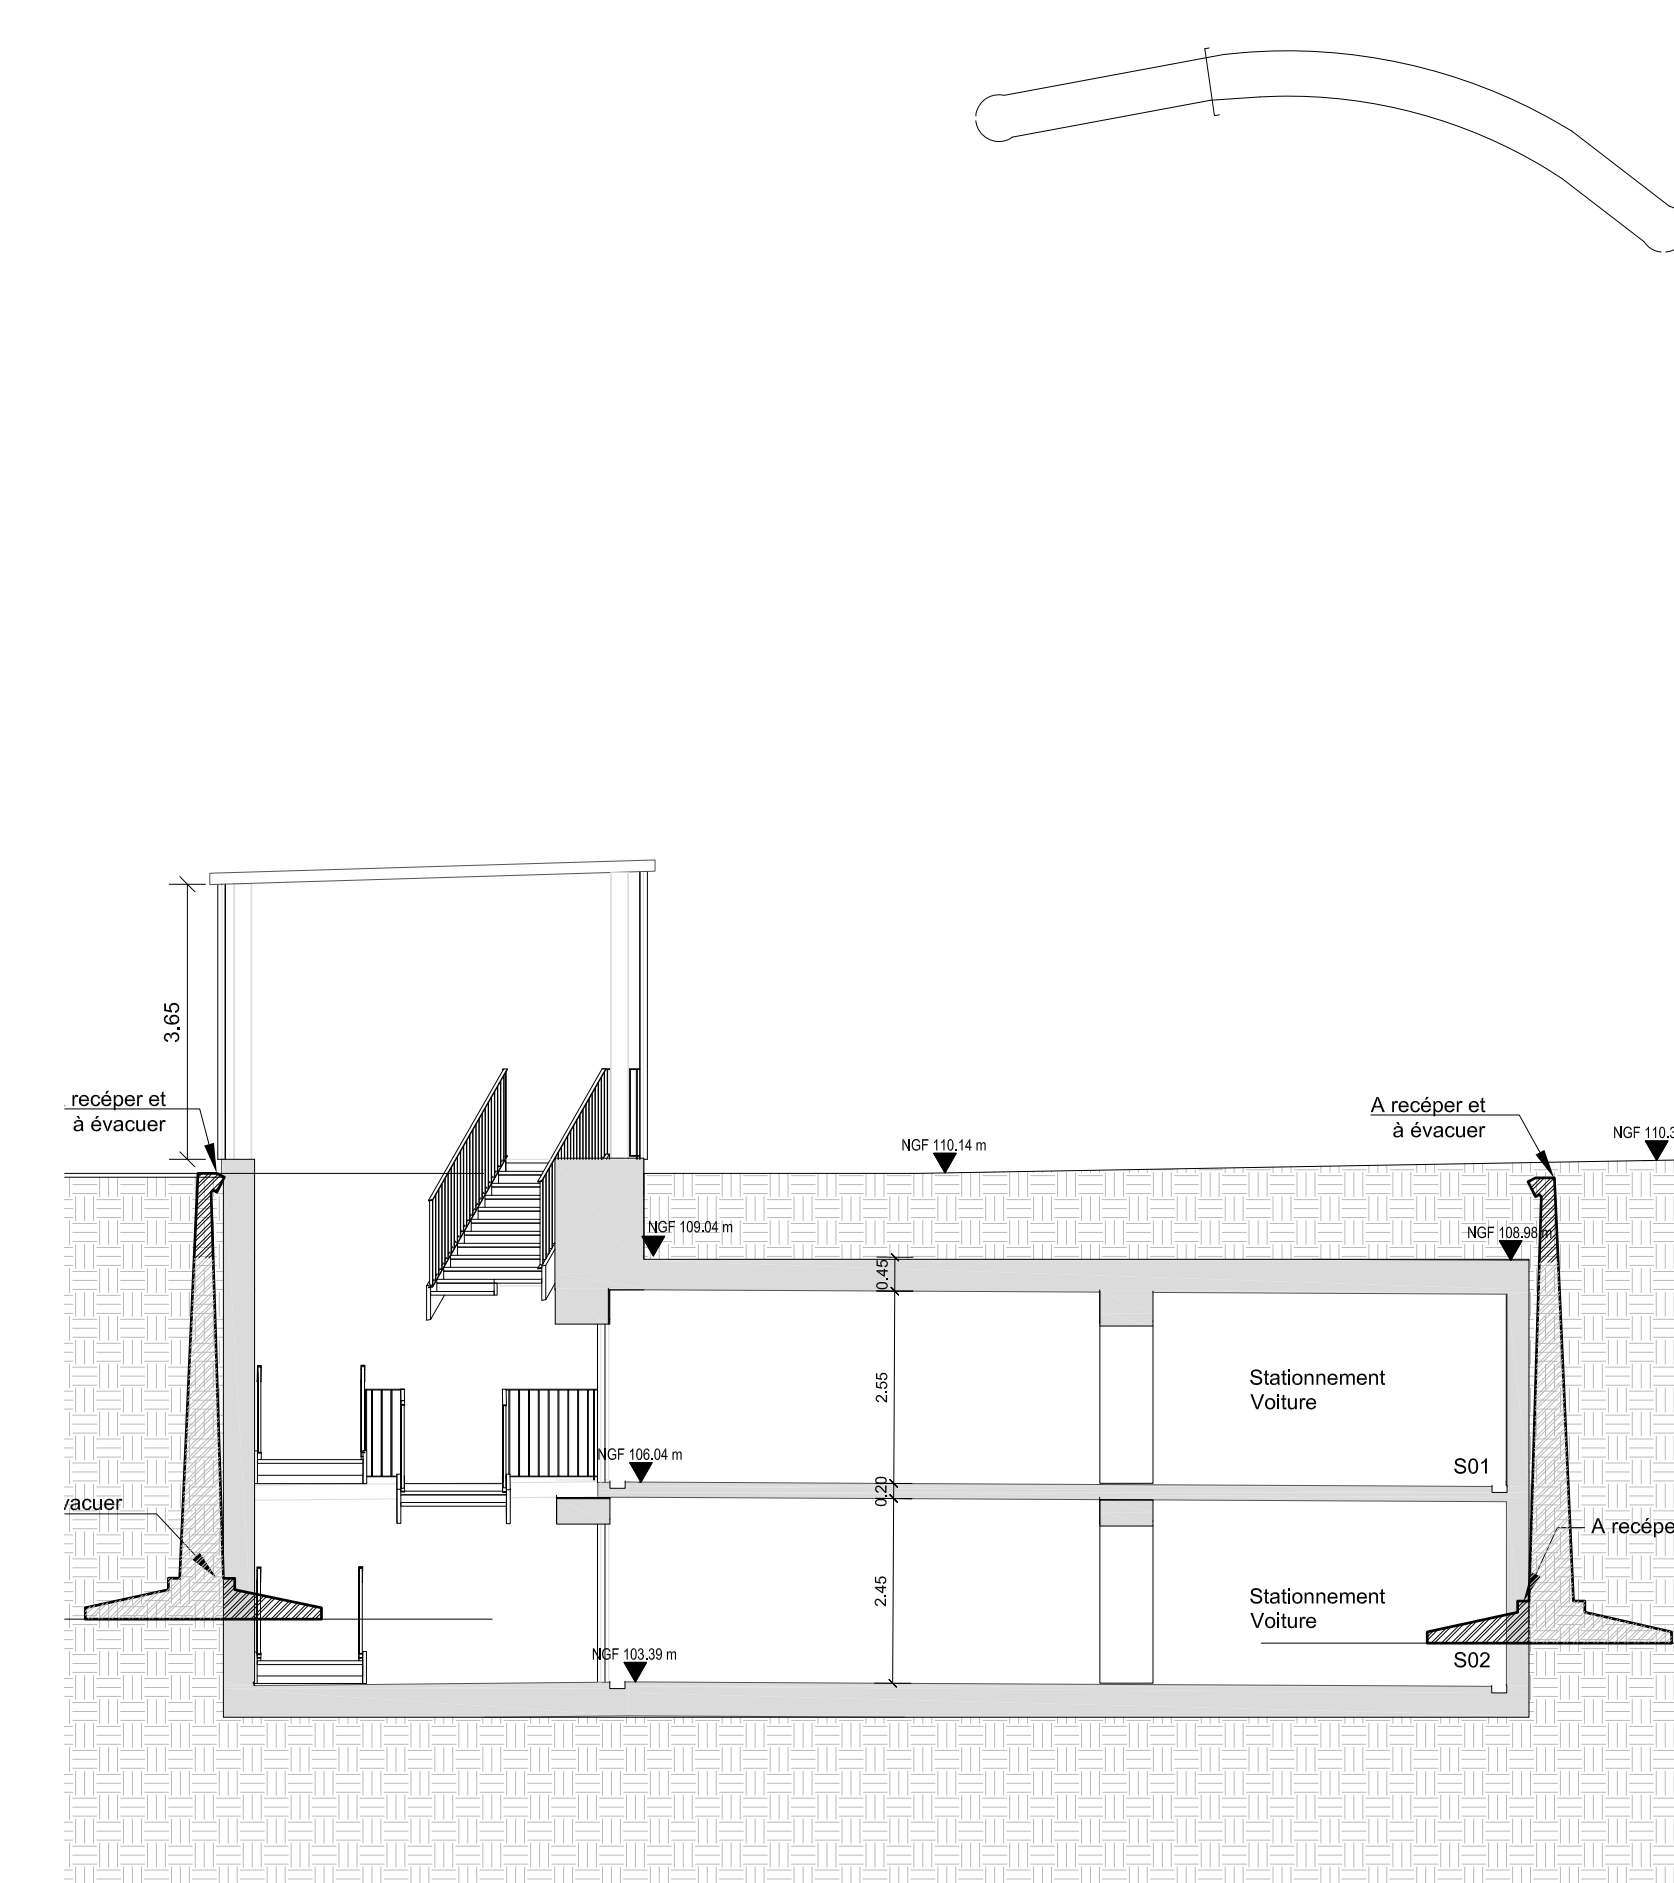 3.65
recéper et
à évacuer
A recéper et
à évacuer
NGF 110.14 m
NGF 110.3
NGF 109.04 m
NGF 108.98 m
0.45
2.55
Stationnement
Voiture
NGF 106.04 m
S01
0.20
vacuer
A recépe
2.45
Stationnement
Voiture
NGF 103.39 m
S02